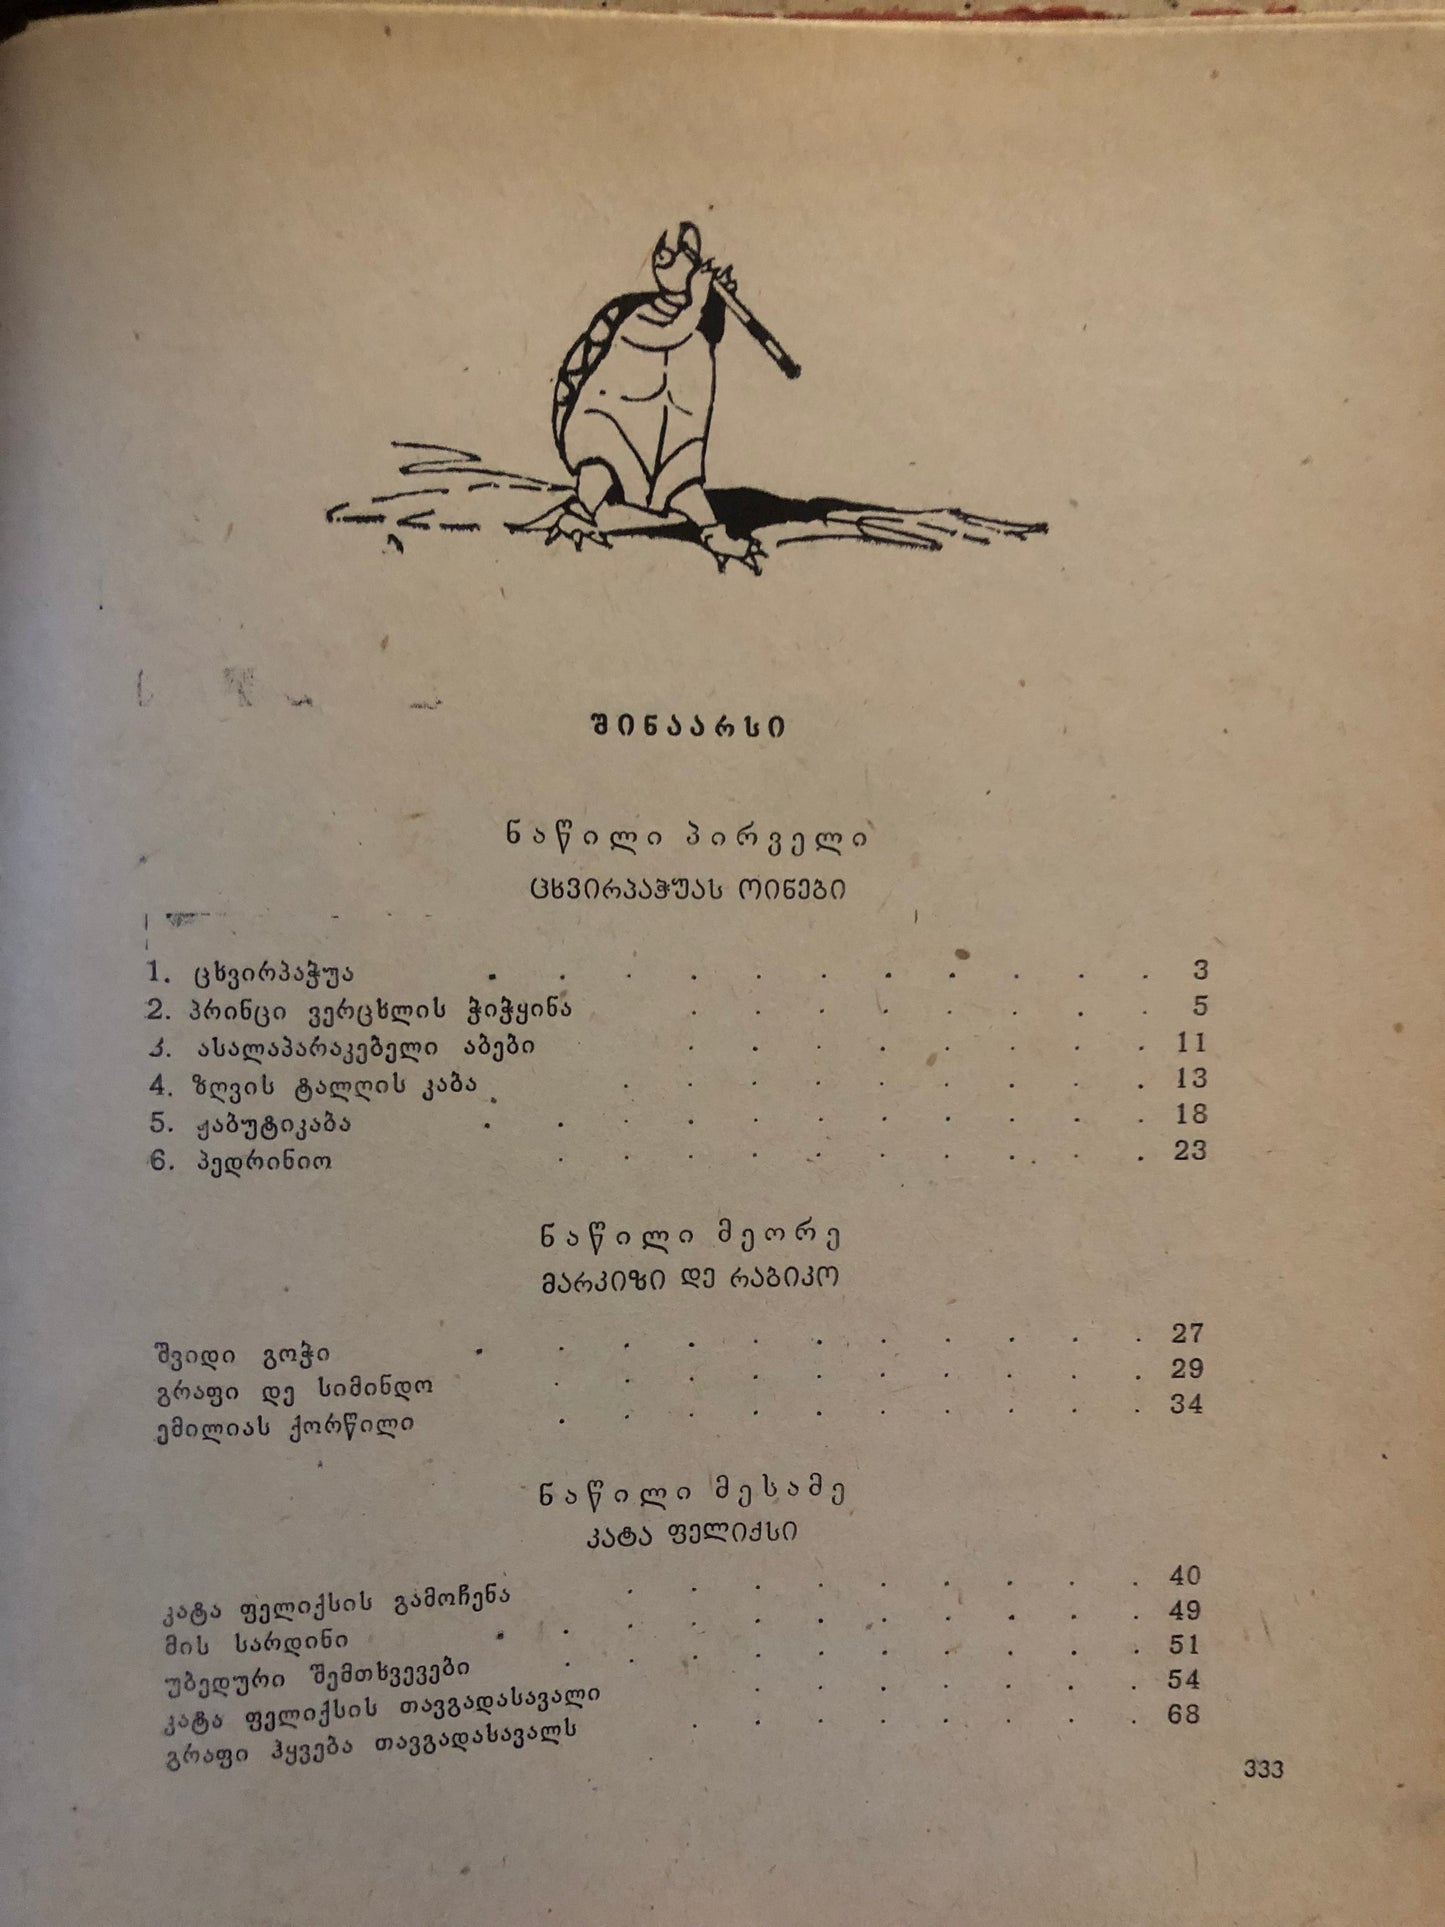 შინაარსი
ნაწილი პირველი
ცხვირპაჭუას ოინები
1. ცხვირპაჭუა . . . . . . . . . . . 3
2. პრინცი ვერცხლის ჭიჭყინა . . . . . . . . 5
3. ასალაპარაკებელი აბები . . . . . . . . 11
4. ზღვის ტალღის კაბა . . . . . . . . . . 13
5. ჟაბუტიკაბა . . . . . . . . . . . 18
6. პედრინიო . . . . . . . . . . 23
ნაწილი მეორე
მარკიზი დე რაბიკო
შვიდი გოჭი . . . . . . . . . . . 27
გრაფი დე სიმინდო . . . . . . . . . . 29
ემილიას ქორწილი . . . . . . . . . . 34
ნაწილი მესამე
კატა ფელიქსი
კატა ფელიქსის გამოჩენა . . . . . . . . . 40
მის სარდინი . . . . . . . . . . . 49
უბედური შემთხვევები . . . . . . . . . . 51
კატა ფელიქსის თავგადასავალი . . . . . . . 54
გრაფი ჰყვება თავგადასავალს . . . . . . . . 68
333